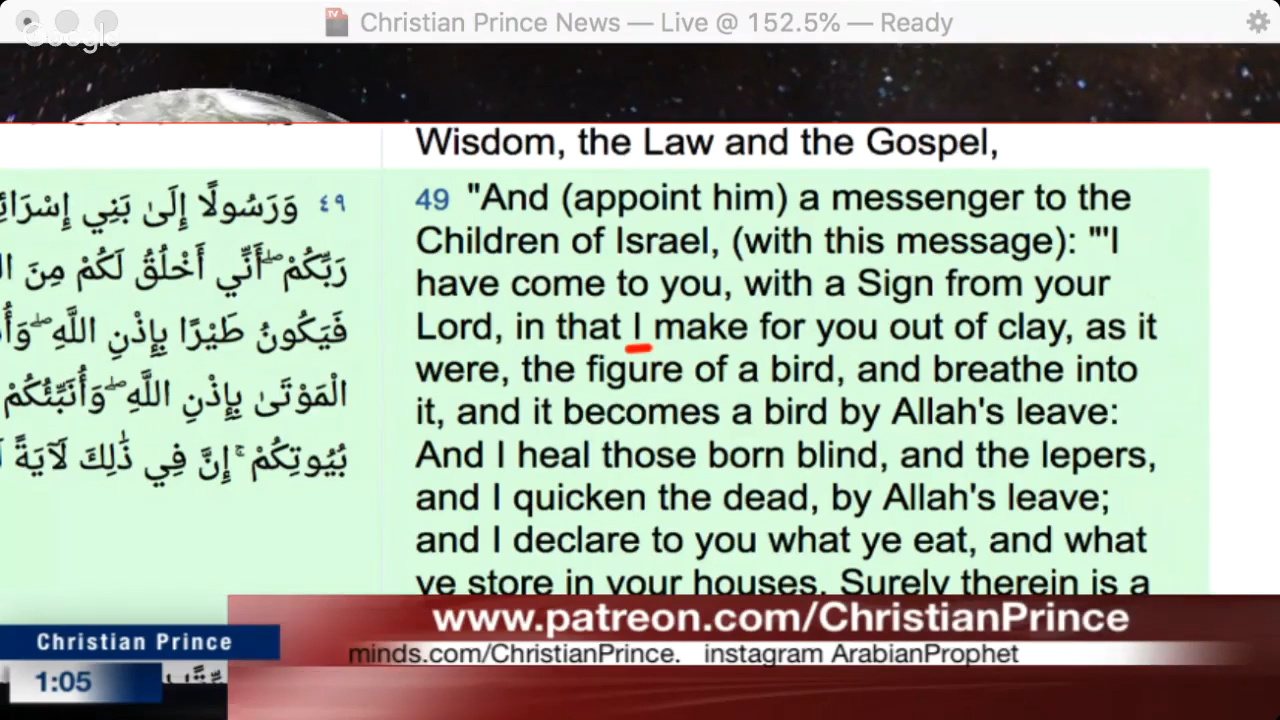 Christian Prince News — Live @ 152.5% — Ready
Google
Wisdom, the Law and the Gospel,
49 "And (appoint him) a messenger to the
Children of Israel, (with this message): "'I
have come to you, with a Sign from your
Lord, in that I make for you out of clay, as it
were, the figure of a bird, and breathe into
it, and it becomes a bird by Allah's leave:
And I heal those born blind, and the lepers,
and I quicken the dead, by Allah's leave;
and I declare to you what ye eat, and what
ye store in your houses. Surely therein is a
٤٩ وَرَسُولًا إِلَىٰ بَنِي
رَبِّكُمْ ۖ أَنِّي أَخْلُقُ لَكُمْ مِنَ
فَيَكُونُ طَيْرًا بِإِذْنِ اللَّهِ ۖ
الْمَوْتَىٰ بِإِذْنِ اللَّهِ ۖ وَأُنَبِّئُكُمْ
بُيُوتِكُمْ ۚ إِنَّ فِي ذَٰلِكَ لَآيَةً
www.patreon.com/ChristianPrince
Christian Prince
minds.com/ChristianPrince. instagram ArabianProphet
1:05